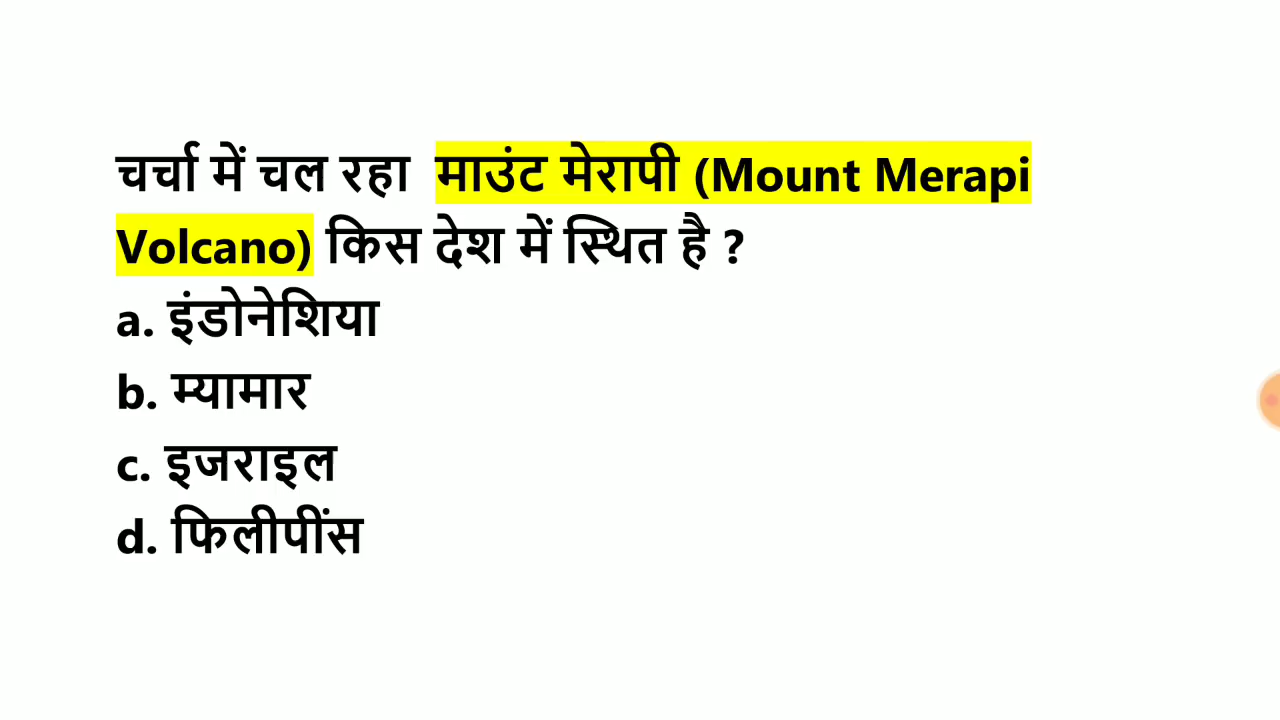 चर्चा में चल रहा माउंट मेरापी (Mount Merapi
Volcano) किस देश में स्थित है ?
a. इंडोनेशिया
b. म्यामार
c. इजराइल
d. फिलीपींस